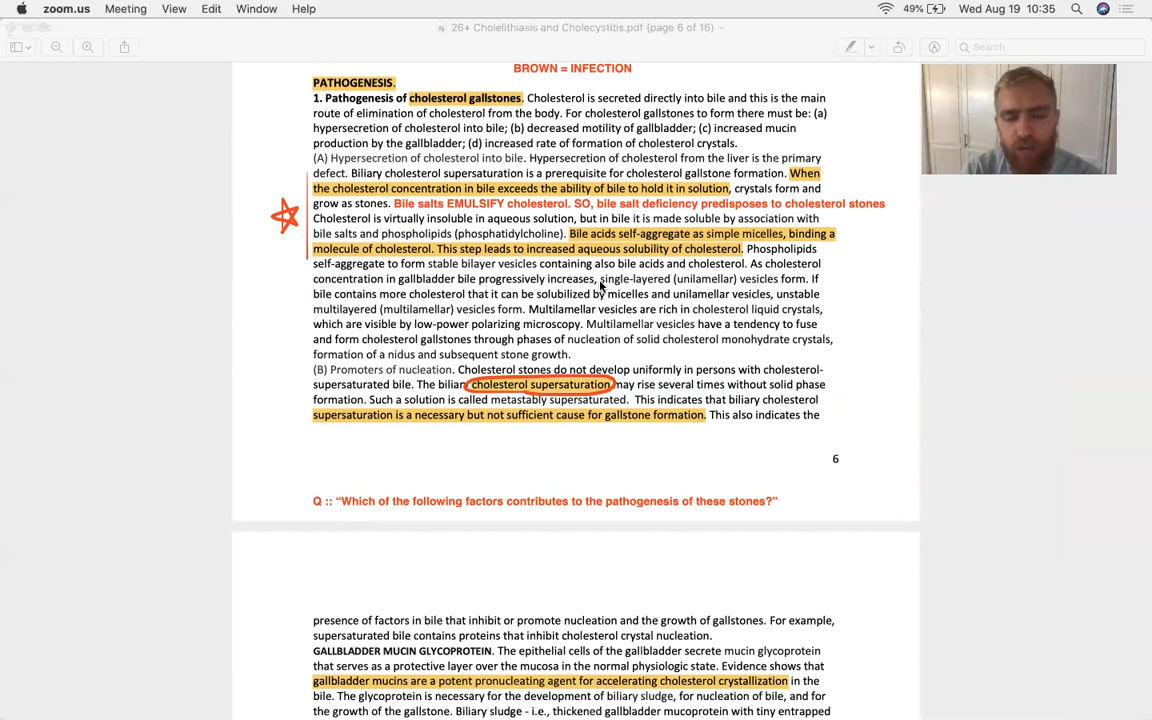 zoom.us Meeting View Edit Window Help 49% Wed Aug 19 10:35
26+ Cholelithiasis and Cholecystitis.pdf (page 6 of 16)
Search
BROWN = INFECTION
PATHOGENESIS.
1. Pathogenesis of cholesterol gallstones. Cholesterol is secreted directly into bile and this is the main
route of elimination of cholesterol from the body. For cholesterol gallstones to form there must be: (a)
hypersecretion of cholesterol into bile; (b) decreased motility of gallbladder; (c) increased mucin
production by the gallbladder; (d) increased rate of formation of cholesterol crystals.
(A) Hypersecretion of cholesterol into bile. Hypersecretion of cholesterol from the liver is the primary
defect. Biliary cholesterol supersaturation is a prerequisite for cholesterol gallstone formation. When
the cholesterol concentration in bile exceeds the ability of bile to hold it in solution, crystals form and
grow as stones. Bile salts EMULSIFY cholesterol. SO, bile salt deficiency predisposes to cholesterol stones
Cholesterol is virtually insoluble in aqueous solution, but in bile it is made soluble by association with
bile salts and phospholipids (phosphatidylcholine). Bile acids self-aggregate as simple micelles, binding a
molecule of cholesterol. This step leads to increased aqueous solubility of cholesterol. Phospholipids
self-aggregate to form stable bilayer vesicles containing also bile acids and cholesterol. As cholesterol
concentration in gallbladder bile progressively increases, single-layered (unilamellar) vesicles form. If
bile contains more cholesterol that it can be solubilized by micelles and unilamellar vesicles, unstable
multilayered (multilamellar) vesicles form. Multilamellar vesicles are rich in cholesterol liquid crystals,
which are visible by low-power polarizing microscopy. Multilamellar vesicles have a tendency to fuse
and form cholesterol gallstones through phases of nucleation of solid cholesterol monohydrate crystals,
formation of a nidus and subsequent stone growth.
(B) Promoters of nucleation. Cholesterol stones do not develop uniformly in persons with cholesterol-
supersaturated bile. The biliary cholesterol supersaturation may rise several times without solid phase
formation. Such a solution is called metastably supersaturated. This indicates that biliary cholesterol
supersaturation is a necessary but not sufficient cause for gallstone formation. This also indicates the
6
Q :: “Which of the following factors contributes to the pathogenesis of these stones?”
presence of factors in bile that inhibit or promote nucleation and the growth of gallstones. For example,
supersaturated bile contains proteins that inhibit cholesterol crystal nucleation.
GALLBLADDER MUCIN GLYCOPROTEIN. The epithelial cells of the gallbladder secrete mucin glycoprotein
that serves as a protective layer over the mucosa in the normal physiologic state. Evidence shows that
gallbladder mucins are a potent pronucleating agent for accelerating cholesterol crystallization in the
bile. The glycoprotein is necessary for the development of biliary sludge, for nucleation of bile, and for
the growth of the gallstone. Biliary sludge - i.e., thickened gallbladder mucoprotein with tiny entrapped